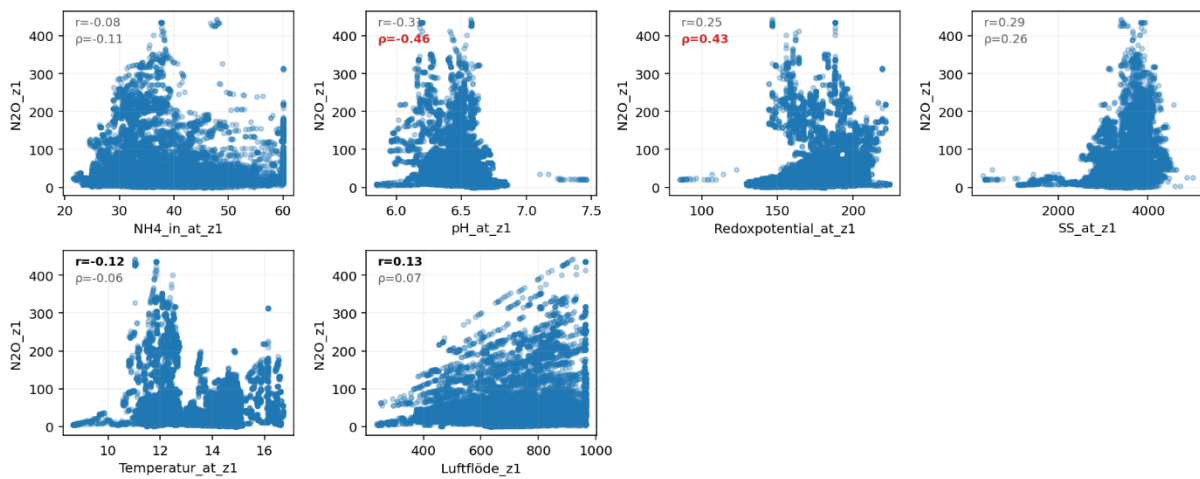 r=-0.08
ρ=-0.11
N2O_z1
400
300
200
100
0
20 30 40 50 60
NH4_in_at_z1
r=-0.31
ρ=-0.46
N2O_z1
400
300
200
100
0
6.0 6.5 7.0 7.5
pH_at_z1
r=0.25
ρ=0.43
N2O_z1
400
300
200
100
0
100 150 200
Redoxpotential_at_z1
r=0.29
ρ=0.26
N2O_z1
400
300
200
100
0
2000 4000
SS_at_z1
r=-0.12
ρ=-0.06
N2O_z1
400
300
200
100
0
10 12 14 16
Temperatur_at_z1
r=0.13
ρ=0.07
N2O_z1
400
300
200
100
0
400 600 800 1000
Luftflöde_z1